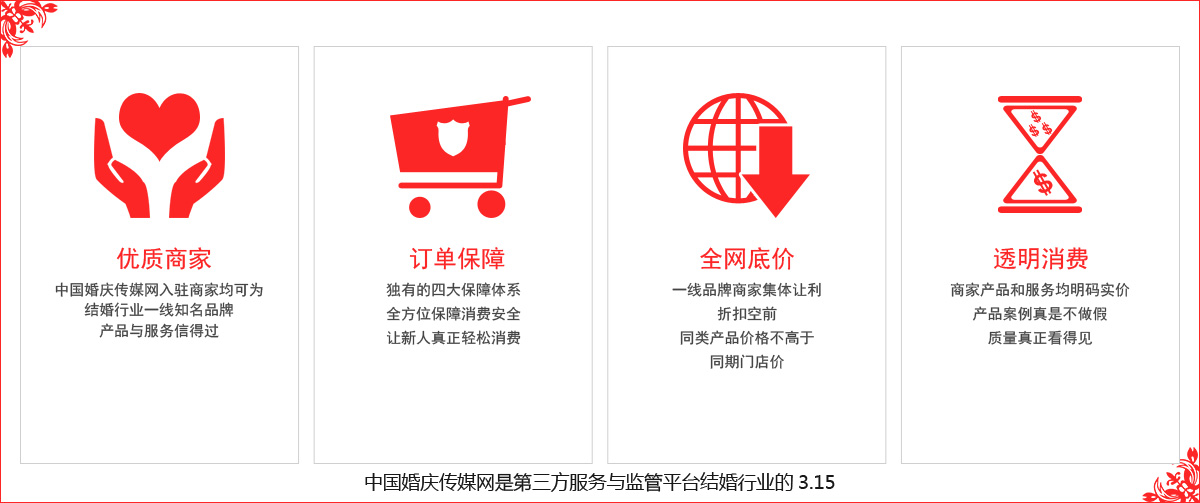 优质商家
中国婚庆传媒网入驻商家均可为
结婚行业一线知名品牌
产品与服务信得过
订单保障
独有的四大保障体系
全方位保障消费安全
让新人真正轻松消费
全网底价
一线品牌商家集体让利
折扣空前
同类产品价格不高于
同期门店价
透明消费
商家产品和服务均明码实价
产品案例真是不做假
质量真正看得见
中国婚庆传媒网是第三方服务与监管平台结婚行业的 3.15